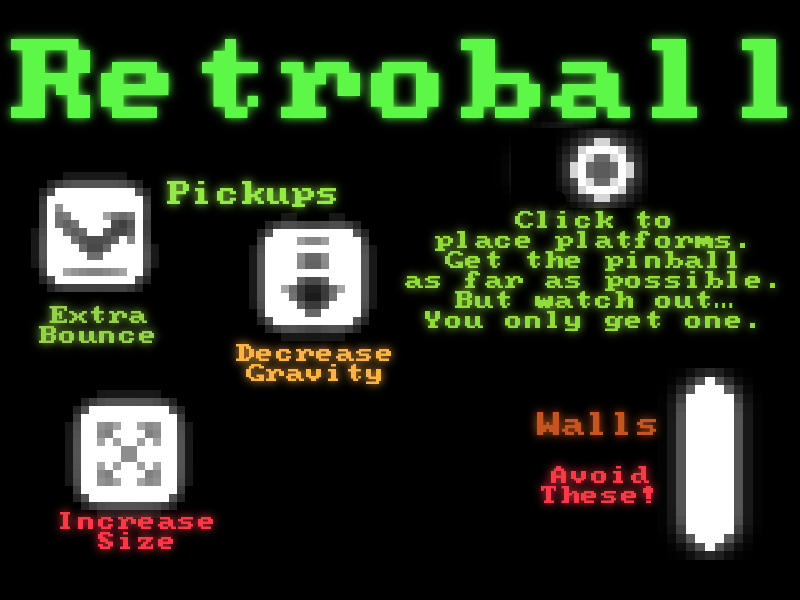 Retroball
Pickups
Extra
Bounce
Decrease
Gravity
Increase
Size
Click to
place platforms.
Get the pinball
as far as possible.
But watch out...
You only get one.
Walls
Avoid
These!